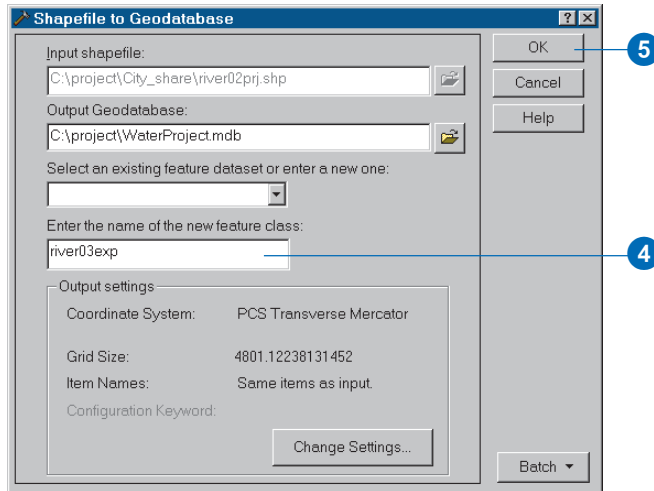 Shapefile to Geodatabase
Input shapefile:
C:\project\City_share\river02prj.shp
Output Geodatabase:
C:\project\WaterProject.mdb
Select an existing feature dataset or enter a new one:
Enter the name of the new feature class:
river03exp
Output settings
Coordinate System: PCS Transverse Mercator
Grid Size: 4801.12238131452
Item Names: Same items as input.
Configuration Keyword:
Change Settings...
OK
5
Cancel
Help
4
Batch